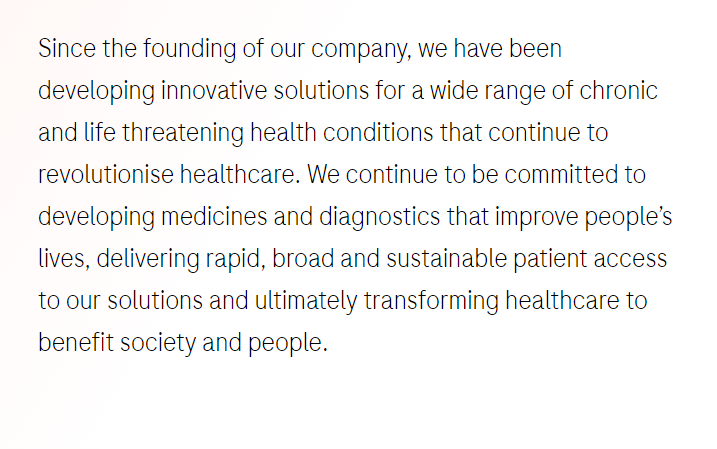 Since the founding of our company, we have been
developing innovative solutions for a wide range of chronic
and life threatening health conditions that continue to
revolutionise healthcare. We continue to be committed to
developing medicines and diagnostics that improve people's
lives, delivering rapid, broad and sustainable patient access
to our solutions and ultimately transforming healthcare to
benefit society and people.